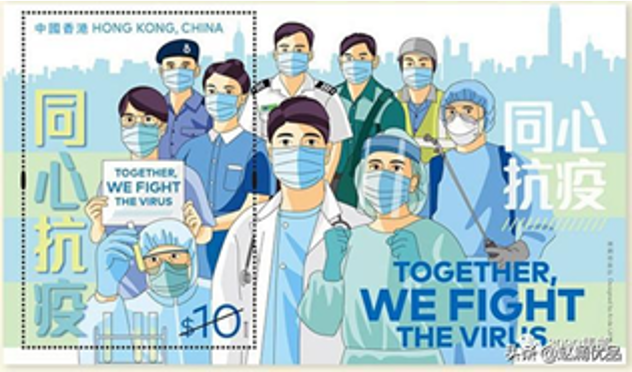 中國香港 HONG KONG, CHINA
同心抗疫
TOGETHER,
WE FIGHT
THE VIRUS
$10
同心
抗疫
TOGETHER,
WE FIGHT
THE VIRUS
头条